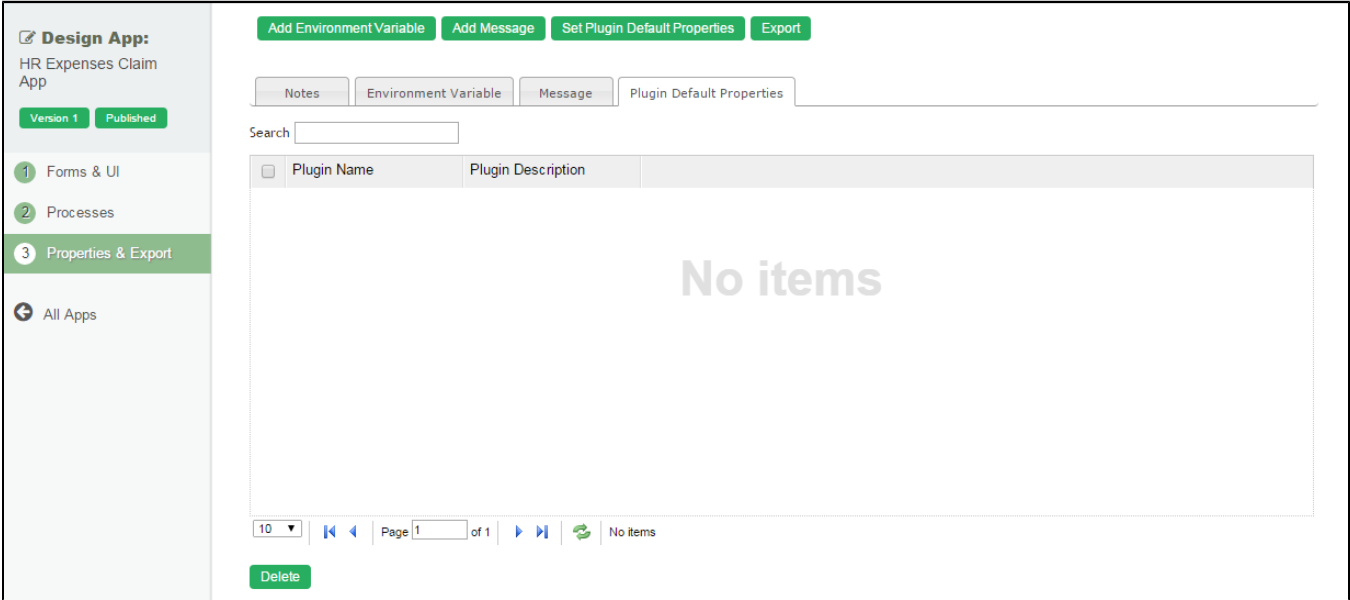 Design App:
HR Expenses Claim
App
Version 1 Published
1 Forms & UI
2 Processes
3 Properties & Export
All Apps
Add Environment Variable Add Message Set Plugin Default Properties Export
Notes Environment Variable Message Plugin Default Properties
Search
Plugin Name Plugin Description
No items
10 Page 1 of 1 No items
Delete